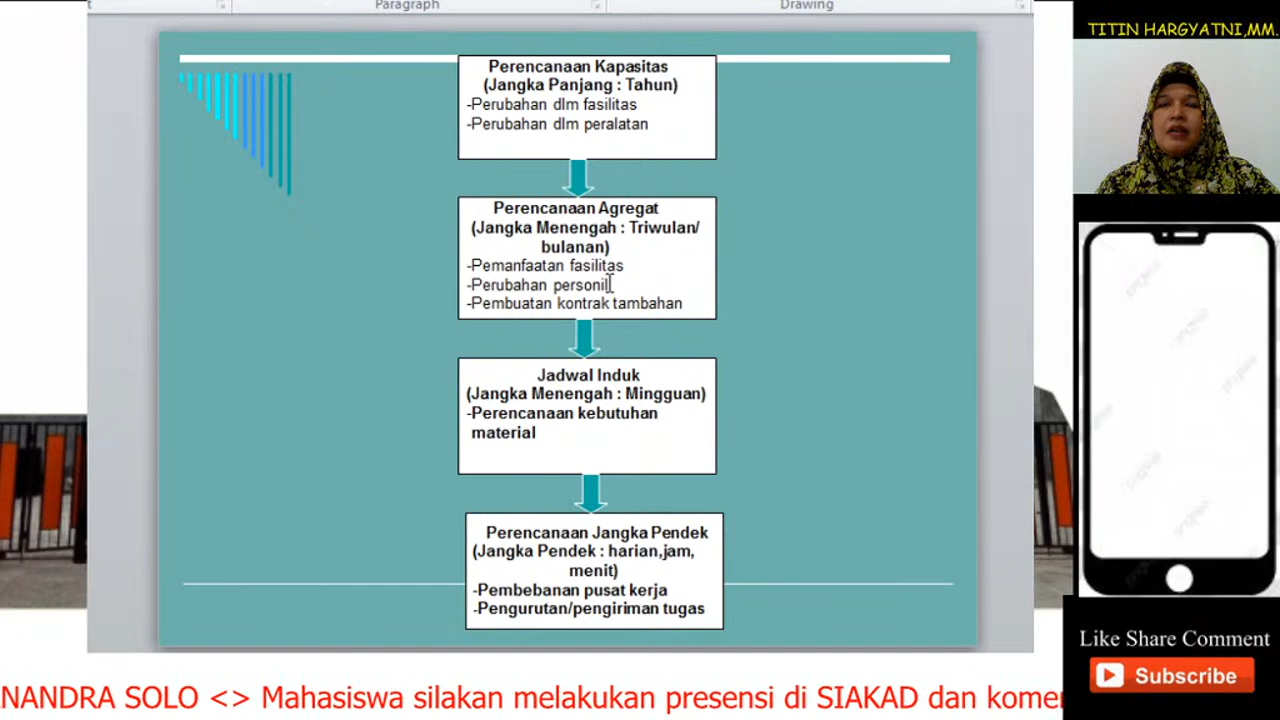 Paragraph
Drawing
TITIN HARGYATNI,MM.
Perencanaan Kapasitas
(Jangka Panjang : Tahun)
-Perubahan dlm fasilitas
-Perubahan dlm peralatan
Perencanaan Agregat
(Jangka Menengah : Triwulan/
bulanan)
-Pemanfaatan fasilitas
-Perubahan personil
-Pembuatan kontrak tambahan
Jadwal Induk
(Jangka Menengah : Mingguan)
-Perencanaan kebutuhan
material
Perencanaan Jangka Pendek
(Jangka Pendek : harian,jam,
menit)
-Pembebanan pusat kerja
-Pengurutan/pengiriman tugas
Like Share Comment
Subscribe
NANDRA SOLO <> Mahasiswa silakan melakukan presensi di SIAKAD dan komen